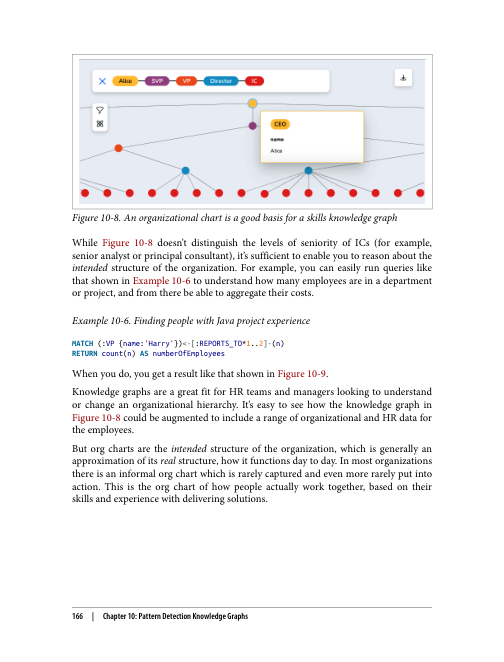 Alice SVP VP Director IC
CEO
name
Alice
Figure 10-8. An organizational chart is a good basis for a skills knowledge graph
While Figure 10-8 doesn’t distinguish the levels of seniority of ICs (for example,
senior analyst or principal consultant), it’s sufficient to enable you to reason about the
intended structure of the organization. For example, you can easily run queries like
that shown in Example 10-6 to understand how many employees are in a department
or project, and from there be able to aggregate their costs.
Example 10-6. Finding people with Java project experience
MATCH (:VP {name:'Harry'})<-[:REPORTS_TO*1..2]-(n)
RETURN count(n) AS numberOfEmployees
When you do, you get a result like that shown in Figure 10-9.
Knowledge graphs are a great fit for HR teams and managers looking to understand
or change an organizational hierarchy. It’s easy to see how the knowledge graph in
Figure 10-8 could be augmented to include a range of organizational and HR data for
the employees.
But org charts are the intended structure of the organization, which is generally an
approximation of its real structure, how it functions day to day. In most organizations
there is an informal org chart which is rarely captured and even more rarely put into
action. This is the org chart of how people actually work together, based on their
skills and experience with delivering solutions.
166 | Chapter 10: Pattern Detection Knowledge Graphs